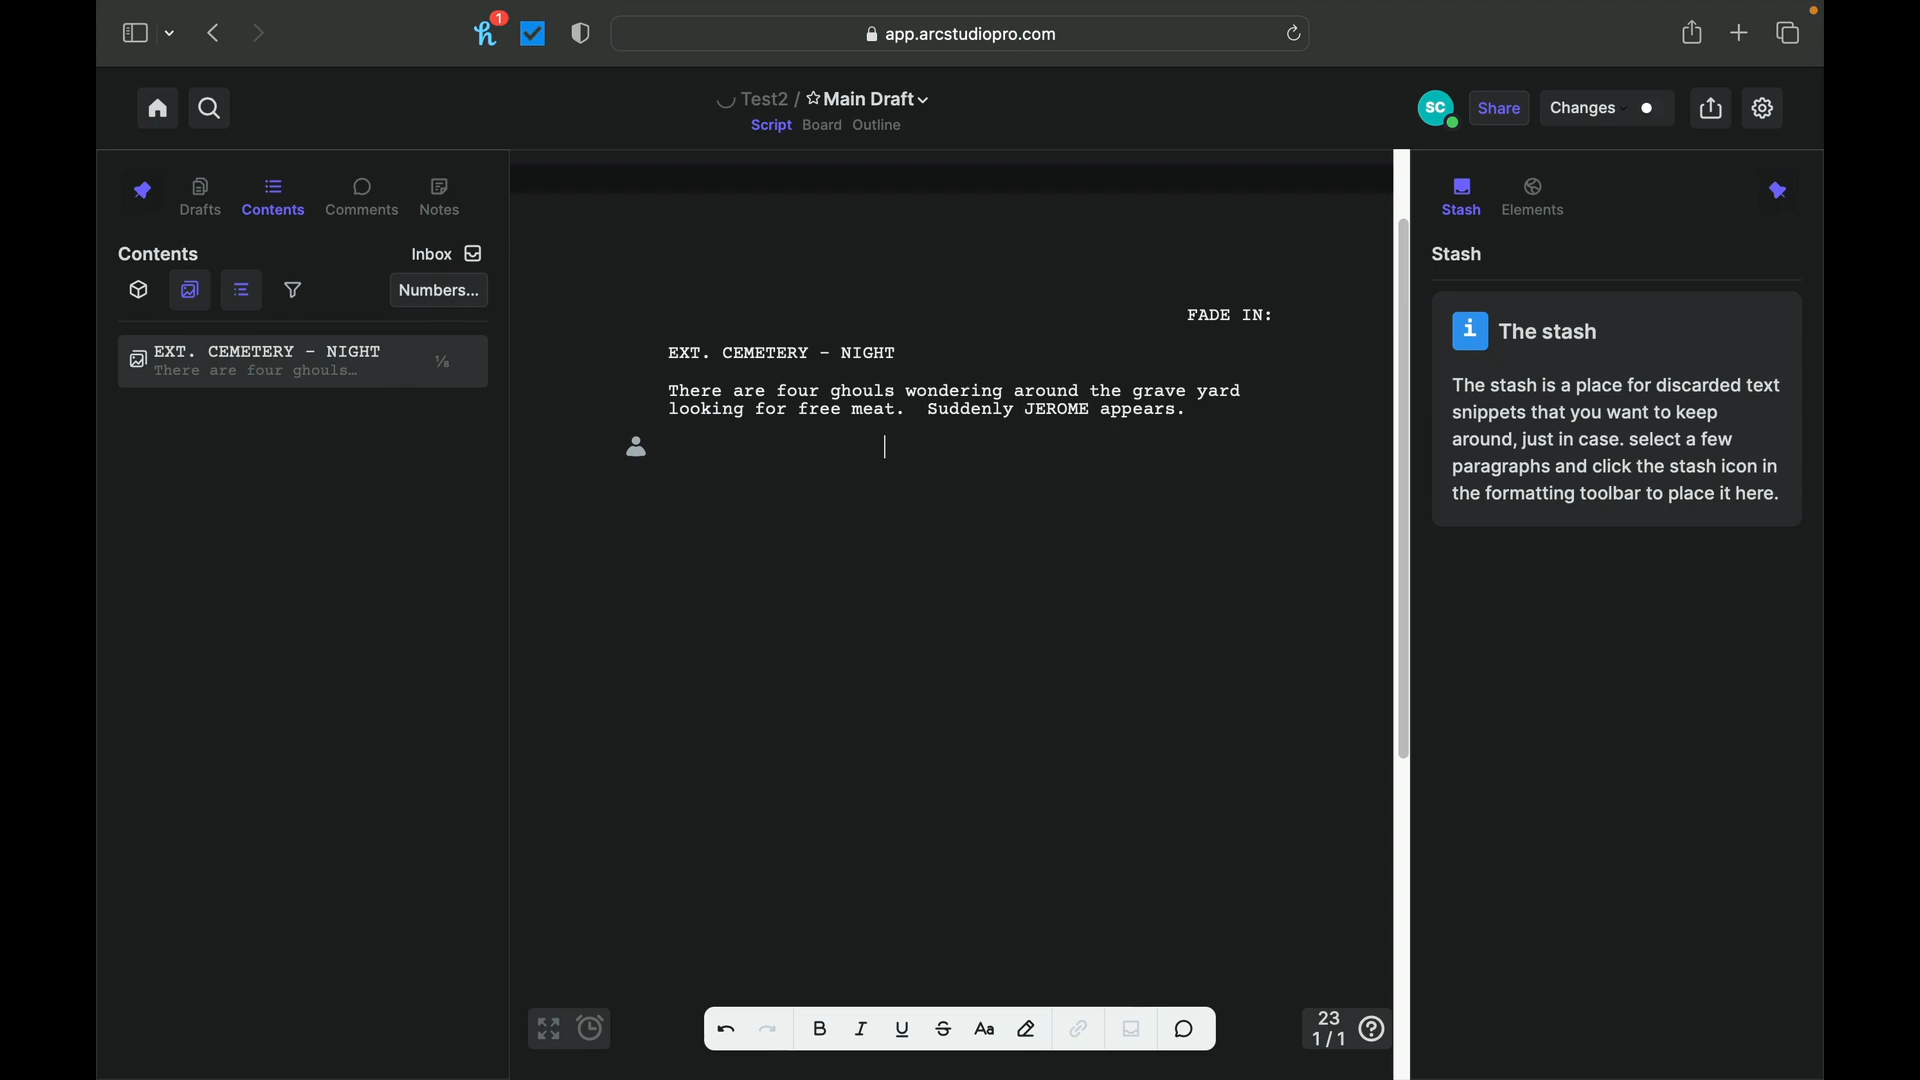 1
app.arcstudiopro.com
Test2 / Main Draft
Script Board Outline
SC
Share
Changes
Drafts
Contents
Comments
Notes
Contents
Inbox
Numbers...
EXT. CEMETERY - NIGHT
There are four ghouls…
⅛
FADE IN:
EXT. CEMETERY - NIGHT
There are four ghouls wondering around the grave yard
looking for free meat. Suddenly JEROME appears.
Stash
Elements
Stash
The stash
The stash is a place for discarded text
snippets that you want to keep
around, just in case. select a few
paragraphs and click the stash icon in
the formatting toolbar to place it here.
B I U S Aa
23
1 / 1